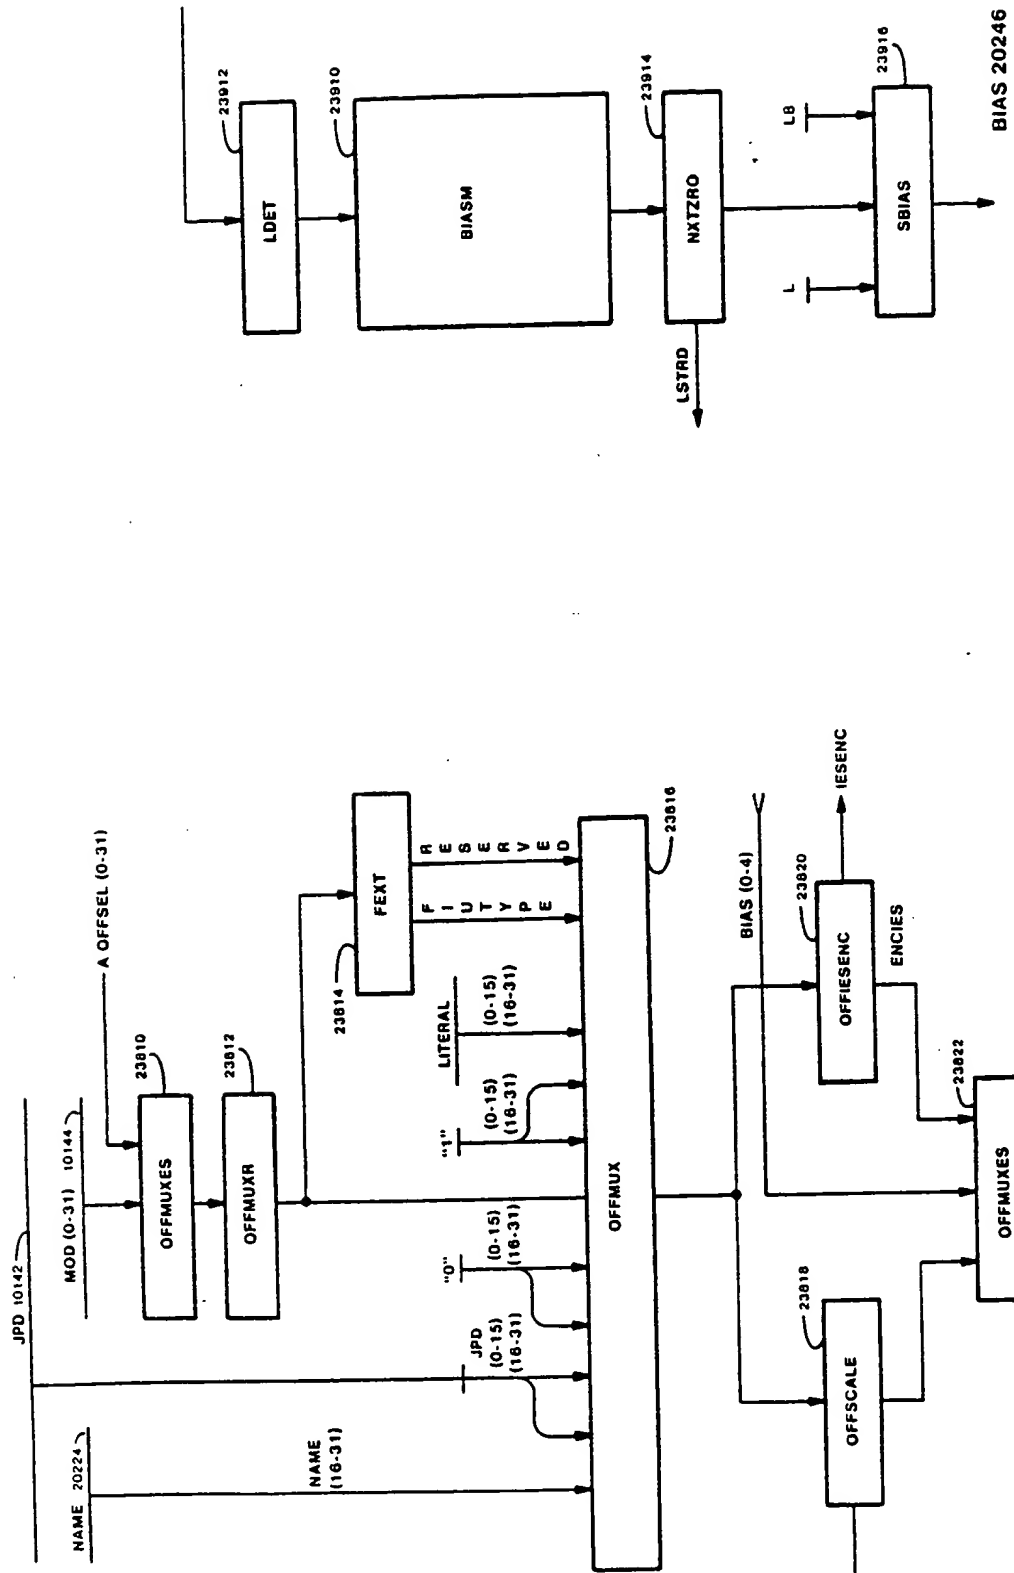 JPD 10142
MOD (0-31) 10144
A OFFSEL (0-31)
NAME 20224
OFFMUXES
23810
OFFMUXR
23812
FEXT
23814
FIUTYPE
RESERVED
NAME
(16-31)
JPD
(0-15)
(16-31)
"0"
(0-15)
(16-31)
"1"
(0-15)
(16-31)
LITERAL
(0-15)
(16-31)
OFFMUX
23816
BIAS (0-4)
OFFSCALE
23818
OFFIESENC
23820
IESENC
ENCIES
OFFMUXES
23822
LDET
23912
BIASM
23910
NXTZRO
23914
LSTRD
L
L8
SBIAS
23916
BIAS 20246